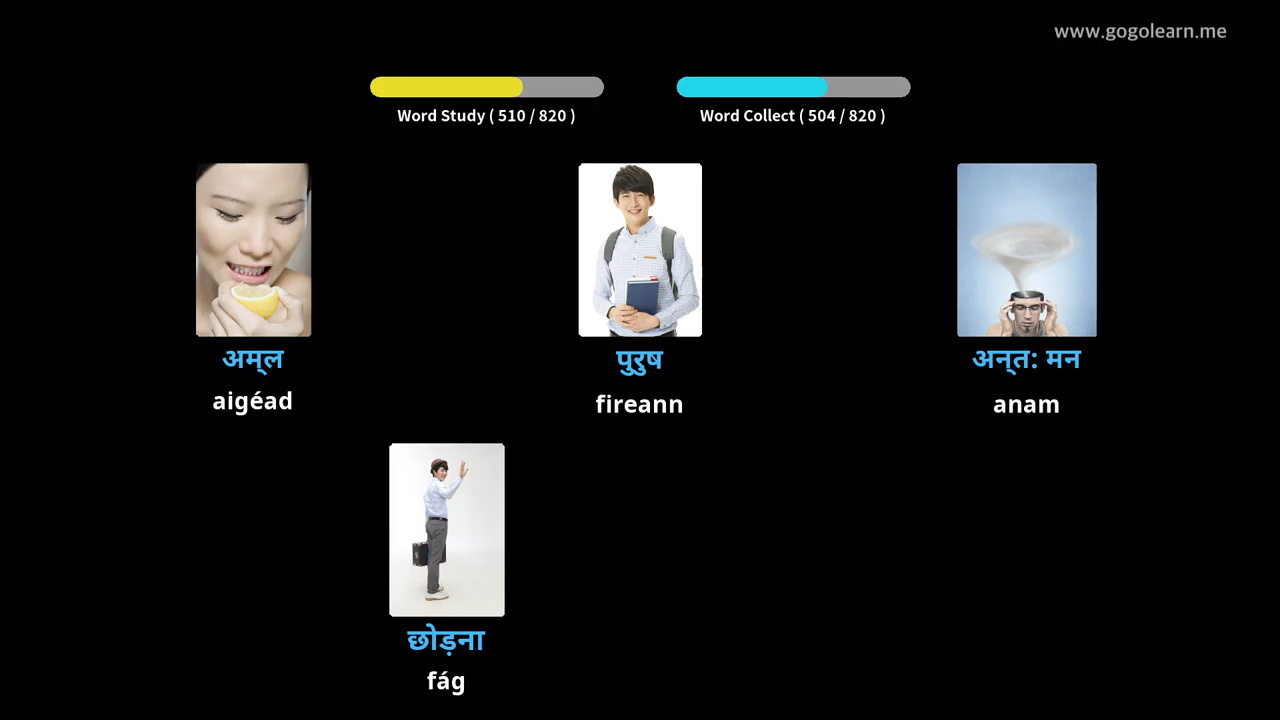 www.gogolearn.me
Word Study ( 510 / 820 )
Word Collect ( 504 / 820 )
अम्ल
पुरुष
अन्त: मन
aigéad
fireann
anam
छोड़ना
fág